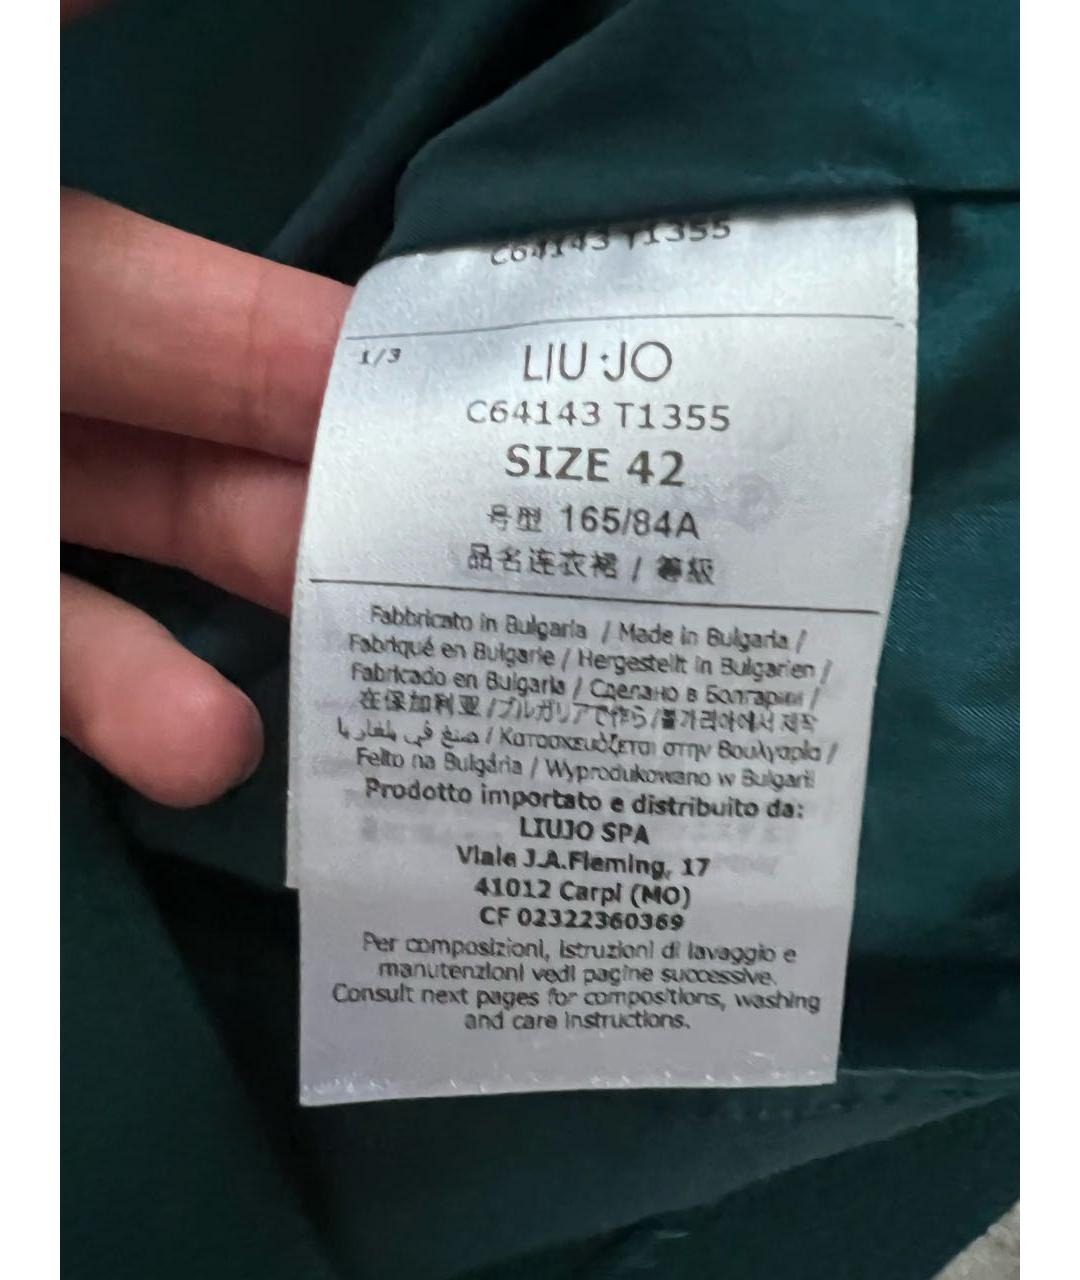 C64143 T1355
1/3
LIU·JO
C64143 T1355
SIZE 42
号型 165/84A
品名连衣裙 / 等級
Fabbricato in Bulgaria / Made in Bulgaria /
Fabriqué en Bulgarie / Hergestellt in Bulgarien /
Fabricado en Bulgaria / Сделано в Болгарии /
在保加利亚 /ブルガリアで作ら/불가리아에서 제작
صنع في بلغاريا / Κατασκευάζεται στην Βουλγαρία /
Feito na Bulgária / Wyprodukowano w Bulgarii
Prodotto importato e distribuito da:
LIUJO SPA
Viale J.A.Fleming, 17
41012 Carpi (MO)
CF 02322360369
Per composizioni, istruzioni di lavaggio e
manutenzioni vedi pagine successive.
Consult next pages for compositions, washing
and care instructions.